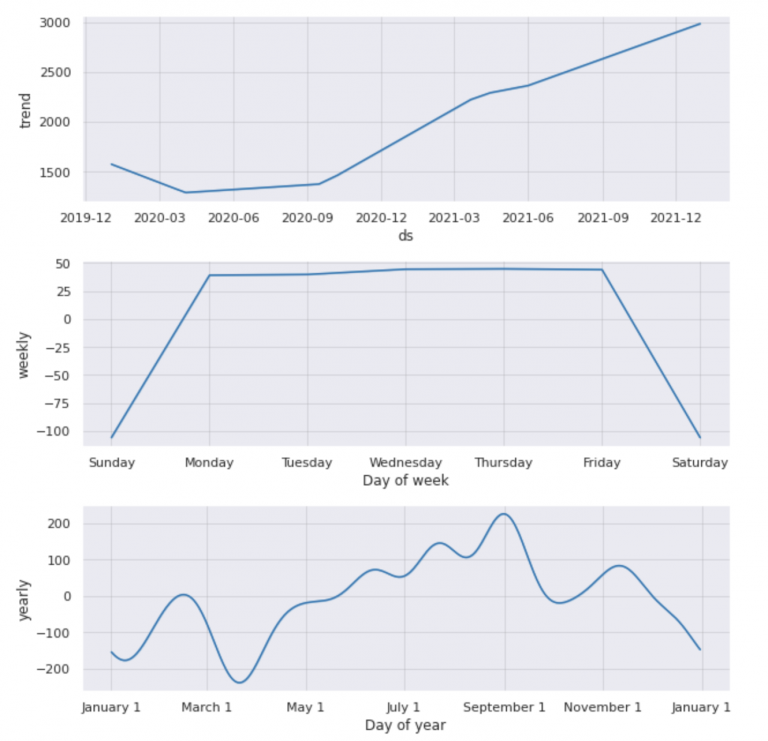 3000
2500
2000
1500
trend
2019-12 2020-03 2020-06 2020-09 2020-12 2021-03 2021-06 2021-09 2021-12
ds
50
25
0
−25
−50
−75
−100
weekly
Sunday Monday Tuesday Wednesday Thursday Friday Saturday
Day of week
200
100
0
−100
−200
yearly
January 1 March 1 May 1 July 1 September 1 November 1 January 1
Day of year